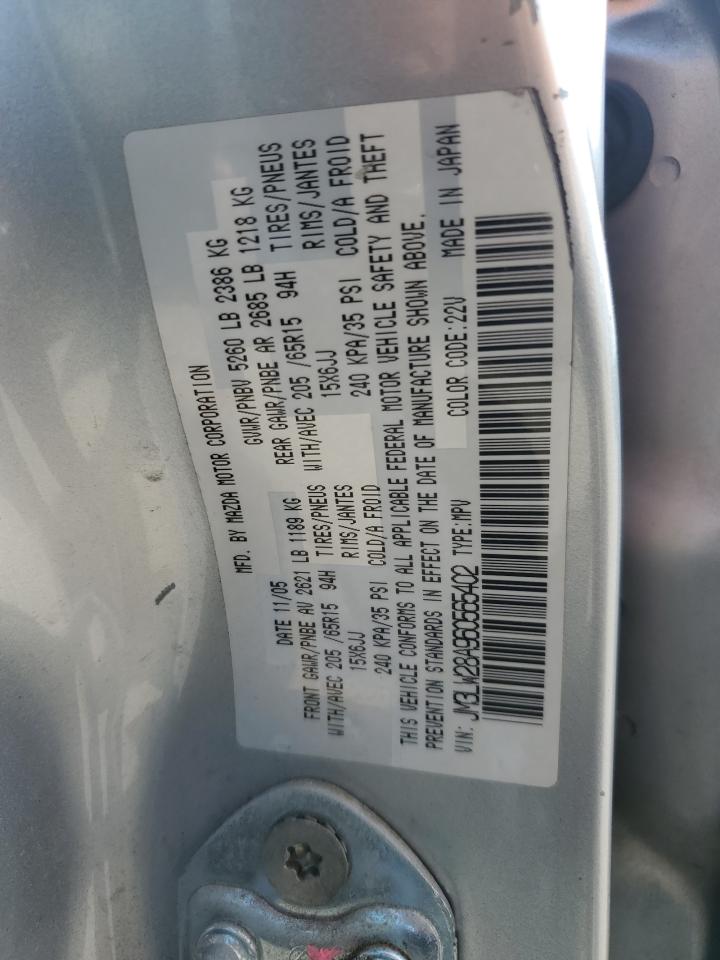 MFD. BY MAZDA MOTOR CORPORATION
DATE 11/05 GVWR/PNBV 5260 LB 2386 KG
FRONT GAWR/PNBE AV 2621 LB 1189 KG REAR GAWR/PNBE AR 2685 LB 1218 KG
WITH/AVEC 205 /65R15 94H TIRES/PNEUS WITH/AVEC 205 /65R15 94H TIRES/PNEUS
15X6JJ RIMS/JANTES 15X6JJ RIMS/JANTES
240 KPA/35 PSI COLD/A FROID 240 KPA/35 PSI COLD/A FROID
THIS VEHICLE CONFORMS TO ALL APPLICABLE FEDERAL MOTOR VEHICLE SAFETY AND THEFT
PREVENTION STANDARDS IN EFFECT ON THE DATE OF MANUFACTURE SHOWN ABOVE.
VIN: JM3LW28A960565402 TYPE:MPV COLOR CODE:22V MADE IN JAPAN